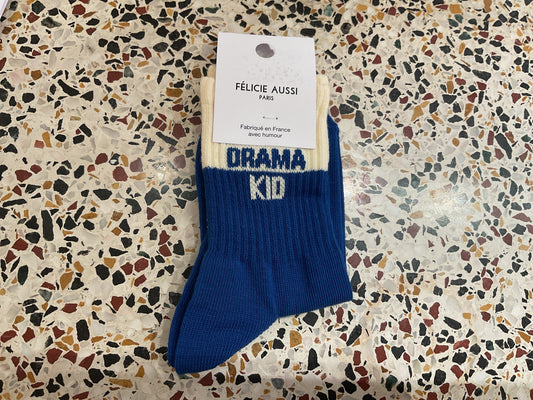 FÉLICIE AUSSI
PARIS
Fabriqué en France
avec humour
DRAMA
KID